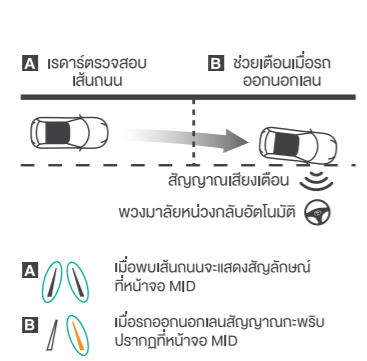 A เรดาร์ตรวจสอบ
เส้นถนน
B ช่วยเตือนเมื่อรถ
ออกนอกเลน
สัญญาณเสียงเตือน
พวงมาลัยหน่วงกลับอัตโนมัติ
A เมื่อพบเส้นถนนจะแสดงสัญลักษณ์
ที่หน้าจอ MID
B เมื่อรถออกนอกเลนสัญญาณกะพริบ
ปรากฏที่หน้าจอ MID